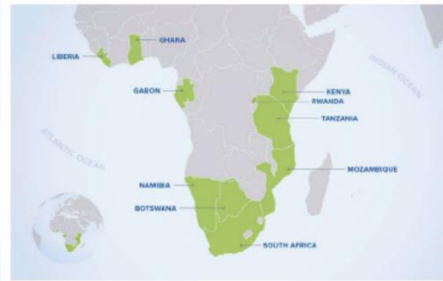 GHANA
LIBERIA
INDIAN OCEAN
GABON
KENYA
RWANDA
TANZANIA
ATLANTIC OCEAN
MOZAMBIQUE
NAMIBIA
BOTSWANA
SOUTH AFRICA